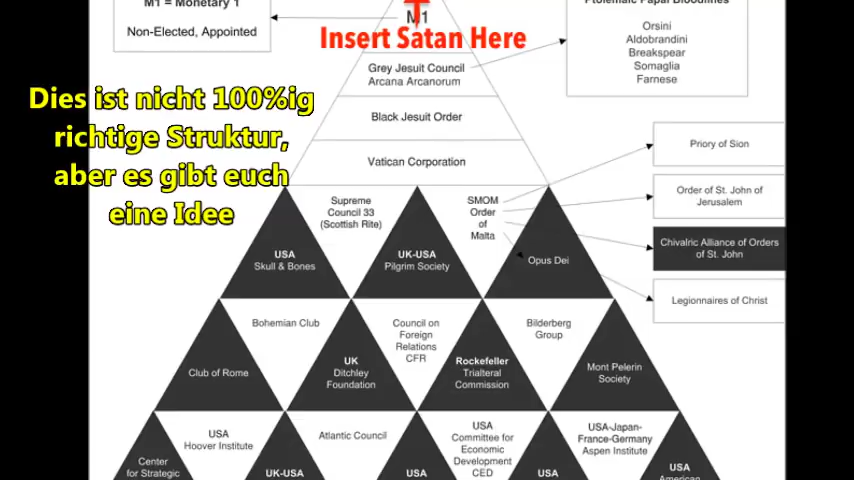 M1 = Monetary 1
Non-Elected, Appointed
M1
Insert Satan Here
Ptolemaic Papal Bloodlines
Orsini
Aldobrandini
Breakspear
Somaglia
Farnese
Grey Jesuit Council
Arcana Arcanorum
Dies ist nicht 100%ig
richtige Struktur,
aber es gibt euch
eine Idee
Black Jesuit Order
Vatican Corporation
Priory of Sion
Order of St. John of
Jerusalem
Chivalric Alliance of Orders
of St. John
Legionnaires of Christ
Supreme
Council 33
(Scottish Rite)
SMOM
Order
of
Malta
USA
Skull & Bones
UK-USA
Pilgrim Society
Opus Dei
Bohemian Club
Council on
Foreign
Relations
CFR
Bilderberg
Group
Club of Rome
UK
Ditchley
Foundation
Rockefeller
Trialteral
Commission
Mont Pelerin
Society
USA
Hoover Institute
Atlantic Council
USA
Committee for
Economic
Development
CED
USA-Japan-
France-Germany
Aspen Institute
Center
for Strategic
UK-USA
USA
USA
USA
American